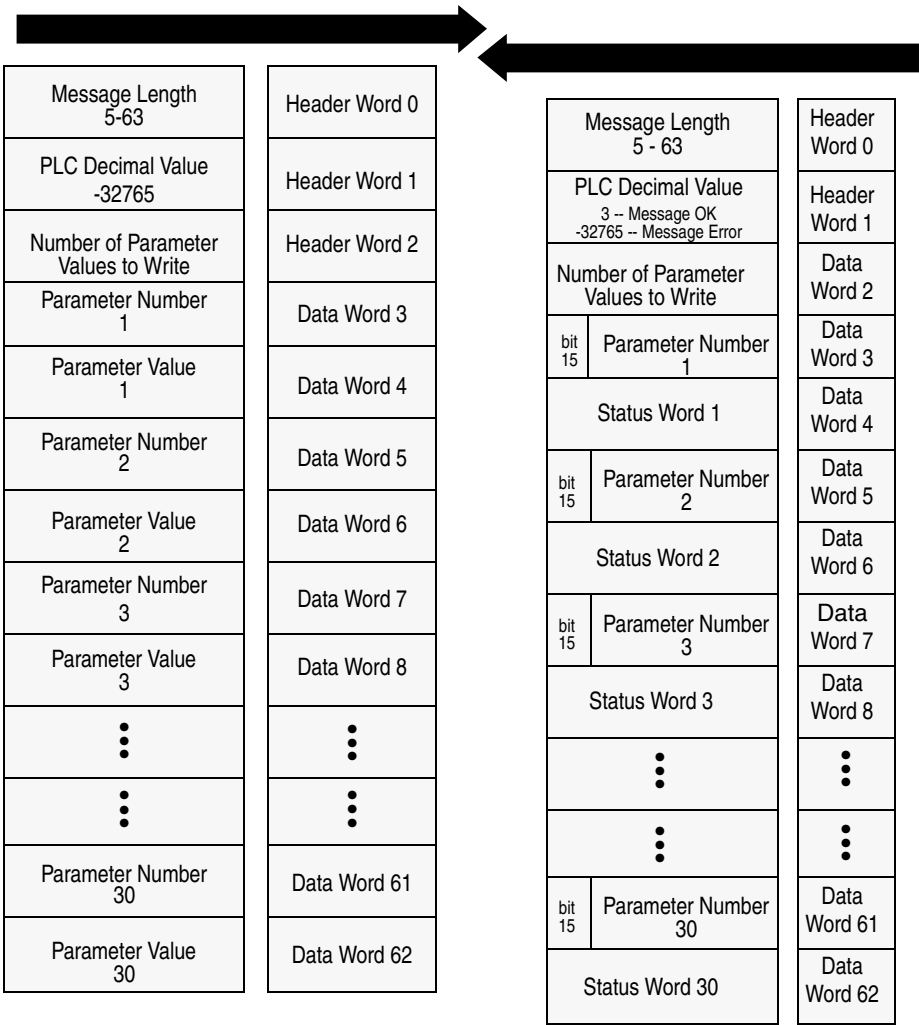 Message Length
5-63
Header Word 0
PLC Decimal Value
-32765
Header Word 1
Number of Parameter
Values to Write
Header Word 2
Parameter Number
1
Data Word 3
Parameter Value
1
Data Word 4
Parameter Number
2
Data Word 5
Parameter Value
2
Data Word 6
Parameter Number
3
Data Word 7
Parameter Value
3
Data Word 8
Parameter Number
30
Data Word 61
Parameter Value
30
Data Word 62
Message Length
5 - 63
Header
Word 0
PLC Decimal Value
3 -- Message OK
-32765 -- Message Error
Header
Word 1
Number of Parameter
Values to Write
Data
Word 2
bit
15
Parameter Number
1
Data
Word 3
Status Word 1
Data
Word 4
bit
15
Parameter Number
2
Data
Word 5
Status Word 2
Data
Word 6
bit
15
Parameter Number
3
Data
Word 7
Status Word 3
Data
Word 8
bit
15
Parameter Number
30
Data
Word 61
Status Word 30
Data
Word 62